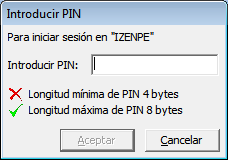 Introducir PIN
Para iniciar sesión en "IZENPE"
Introducir PIN:
Longitud mínima de PIN 4 bytes
Longitud máxima de PIN 8 bytes
Aceptar
Cancelar